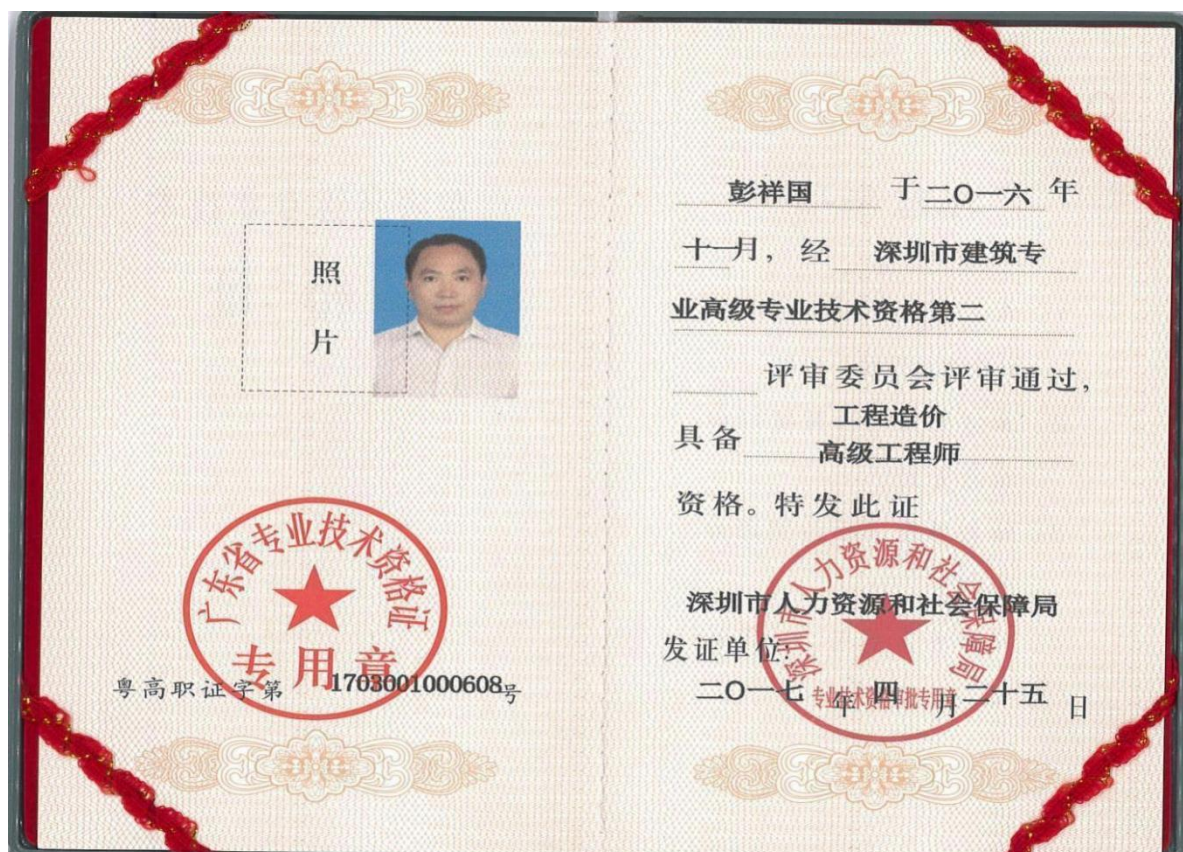 照
片
广东省专业技术资格证
专用章
粤高职证字第 1703001000608号
彭祥国 于二〇一六 年
十一月，经 深圳市建筑专
业高级专业技术资格第二
评审委员会评审通过，
工程造价
具备 高级工程师
资格。特发此证
深圳市人力资源和社会保障局
深圳市人力资源和社会保障局
发证单位：
专业技术资格审批专用章
二〇一七 年 四 月二十五 日